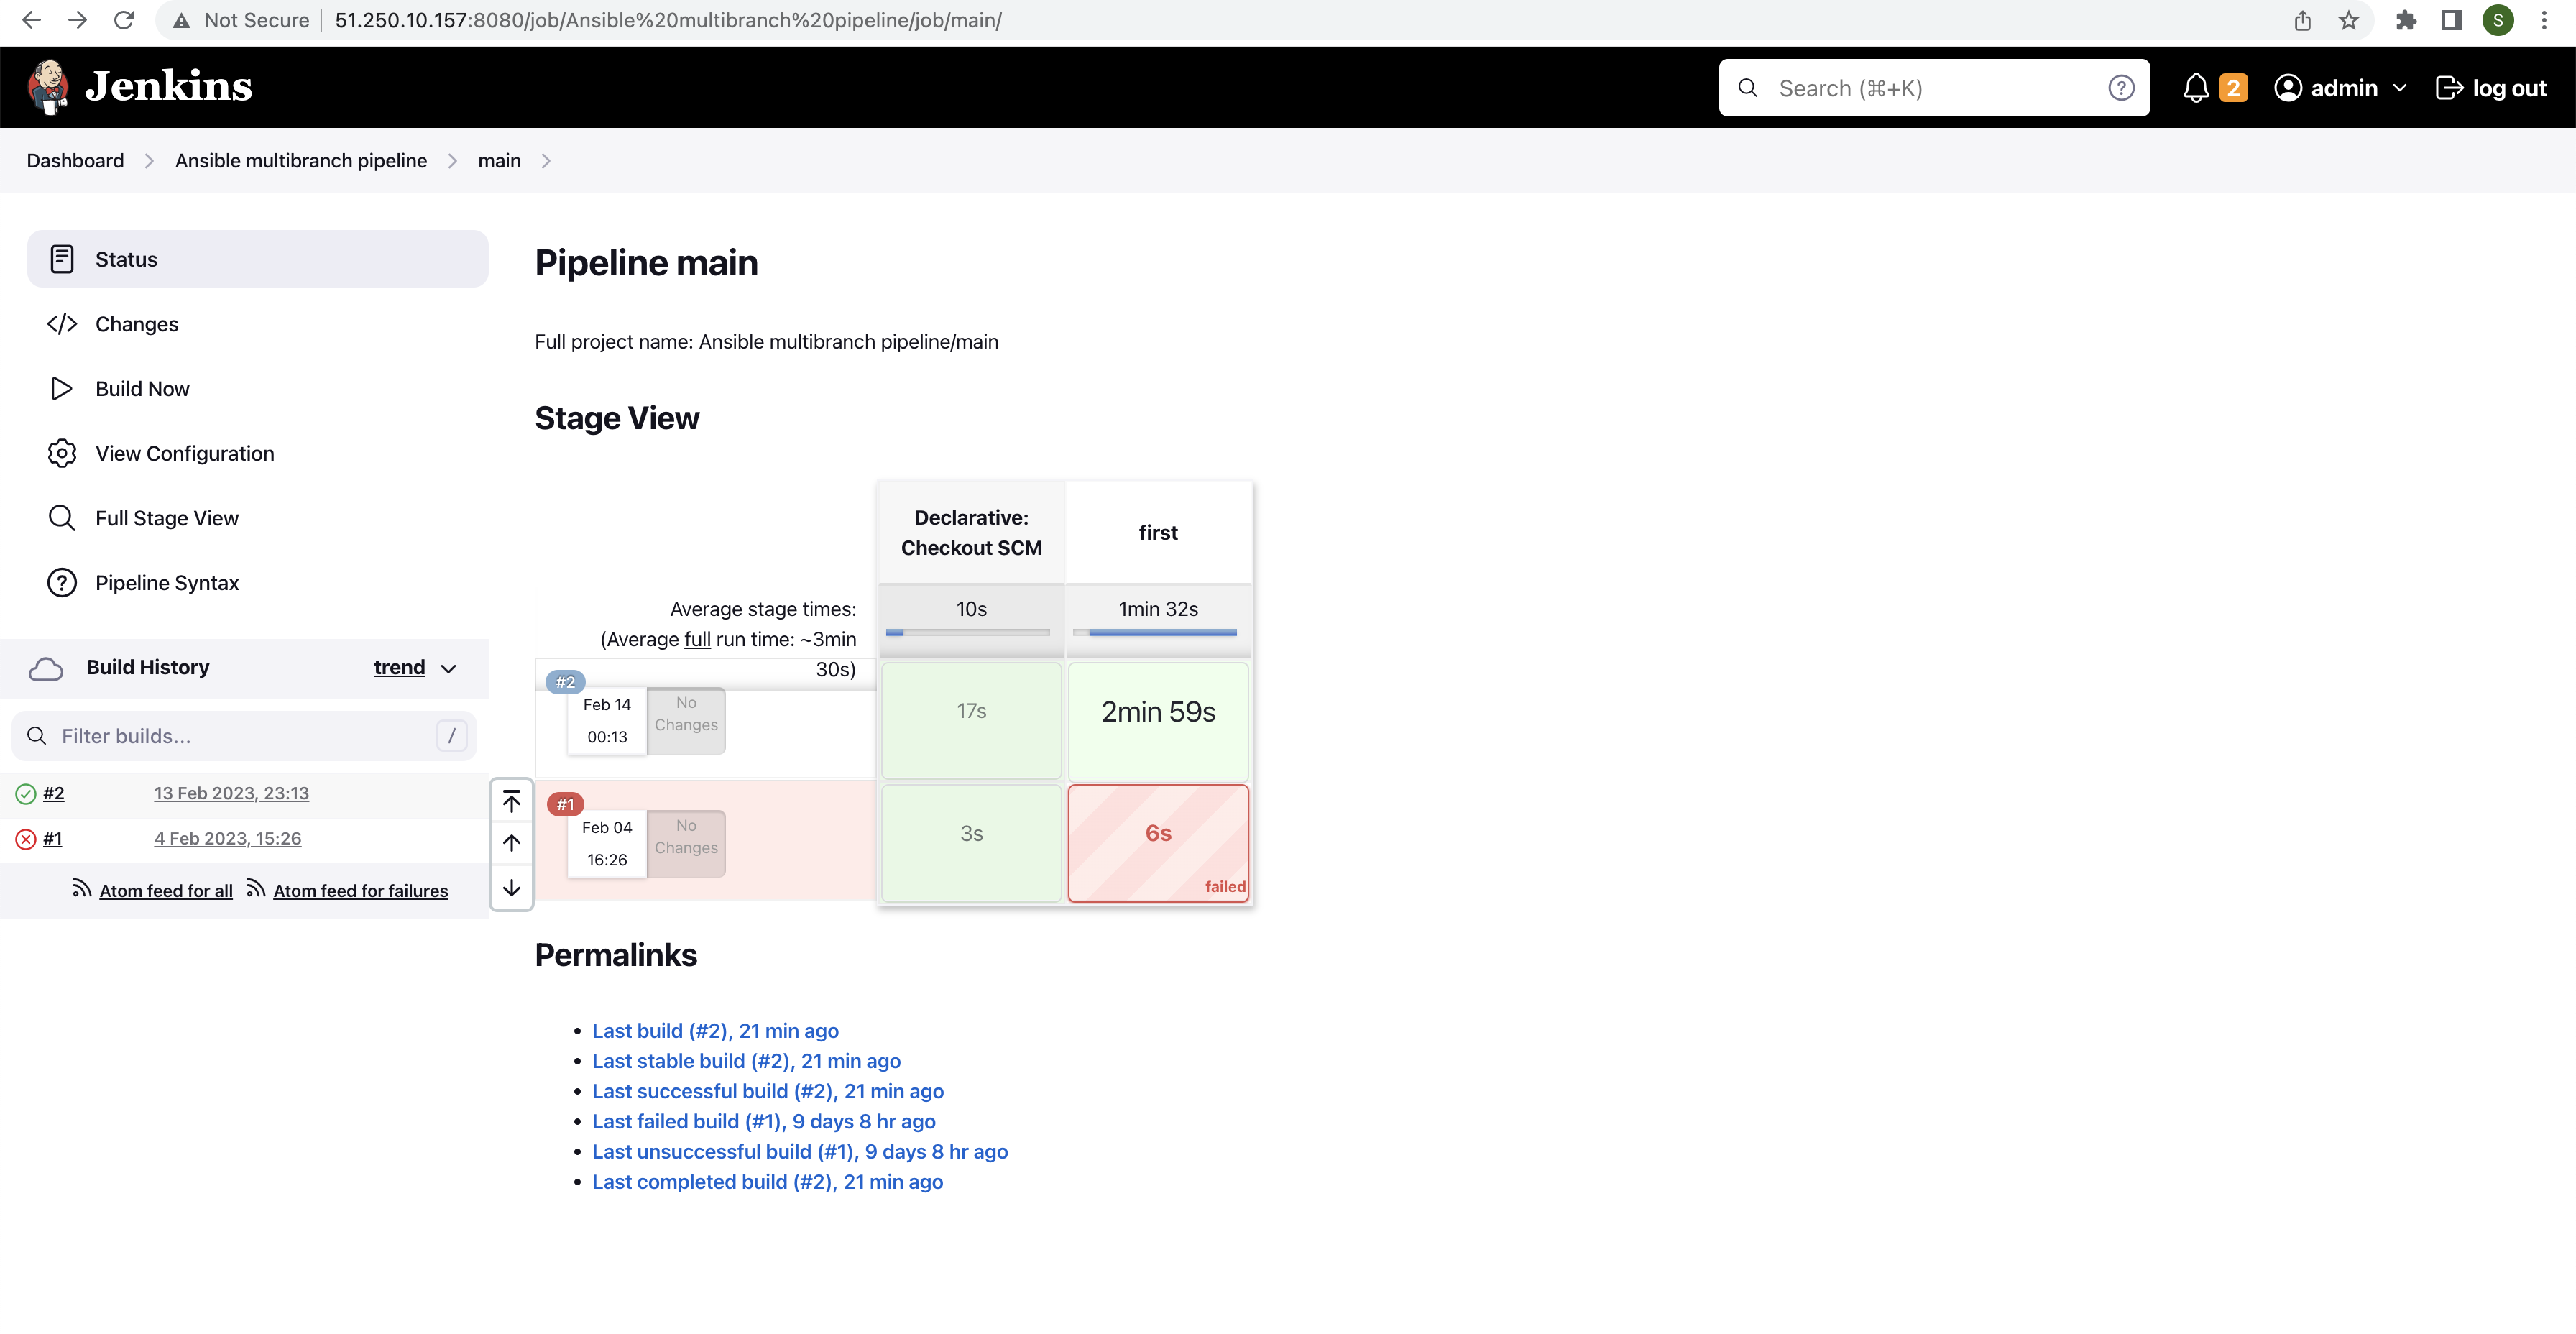 Not Secure 51.250.10.157:8080/job/Ansible%20multibranch%20pipeline/job/main/
S
Jenkins
Search (⌘+K)
2
admin
log out
Dashboard
Ansible multibranch pipeline
main
Status
Changes
Build Now
View Configuration
Full Stage View
Pipeline Syntax
Build History
trend
Filter builds...
/
#2 13 Feb 2023, 23:13
#1 4 Feb 2023, 15:26
Atom feed for all
Atom feed for failures
Pipeline main
Full project name: Ansible multibranch pipeline/main
Stage View
Declarative:
Checkout SCM
first
Average stage times:
(Average full run time: ~3min
30s)
10s
1min 32s
#2
Feb 14
00:13
No
Changes
17s
2min 59s
#1
Feb 04
16:26
No
Changes
3s
6s
failed
Permalinks
Last build (#2), 21 min ago
Last stable build (#2), 21 min ago
Last successful build (#2), 21 min ago
Last failed build (#1), 9 days 8 hr ago
Last unsuccessful build (#1), 9 days 8 hr ago
Last completed build (#2), 21 min ago